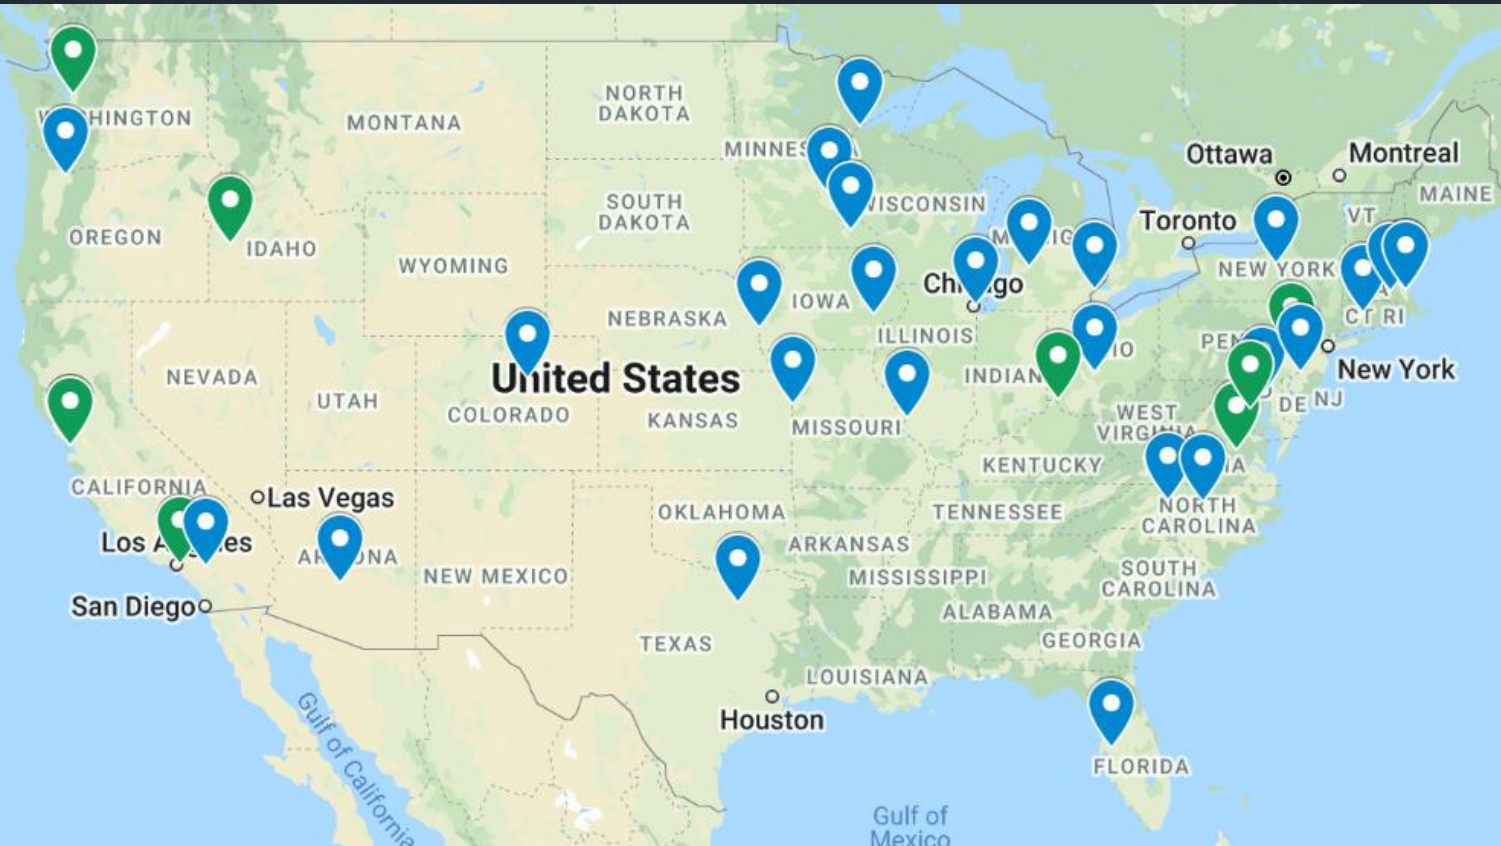 Ottawa
Montreal
NORTH
DAKOTA
MONTANA
MINNES
MAINE
HINGTON
SOUTH
DAKOTA
WISCONSIN
VT
Toronto
OREGON
IDAHO
WYOMING
NEW YORK
IOWA
NEBRASKA
CT RI
ILLINOIS
United States
NEVADA
UTAH
COLORADO
KANSAS
MISSOURI
INDIAN
IO
PEN
New York
DE
NJ
WEST
VIRGINIA
KENTUCKY
CALIFORNIA
Las Vegas
OKLAHOMA
TENNESSEE
NORTH
CAROLINA
ARKANSAS
NEW MEXICO
MISSISSIPPI
SOUTH
CAROLINA
San Diego
ALABAMA
TEXAS
GEORGIA
LOUISIANA
Houston
FLORIDA
Gulf of California
Gulf of
Mexico